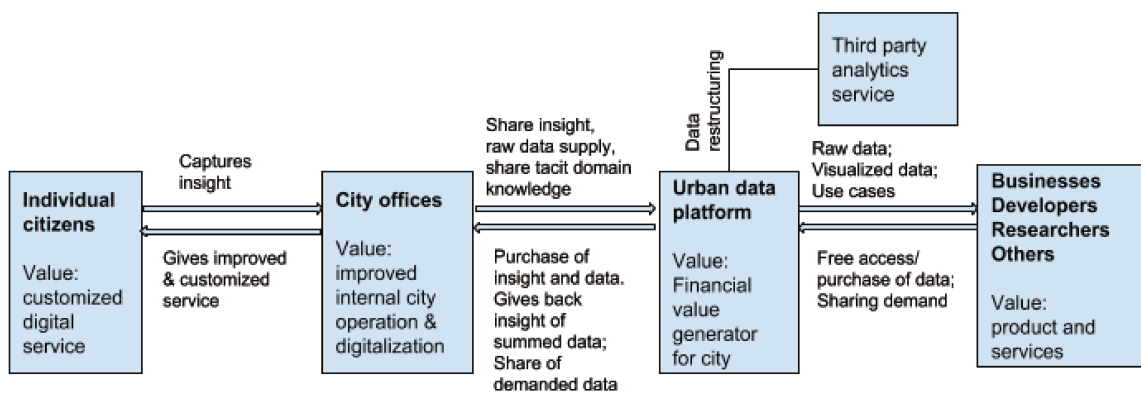 Third party
analytics
service
Data
restructuring
Captures
insight
Share insight,
raw data supply,
share tacit domain
knowledge
Raw data;
Visualized data;
Use cases
Individual
citizens
Value:
customized
digital
service
Gives improved
& customized
service
City offices
Value:
improved
internal city
operation &
digitalization
Purchase of
insight and data.
Gives back
insight of
summed data;
Share of
demanded data
Urban data
platform
Value:
Financial
value
generator
for city
Free access/
purchase of data;
Sharing demand
Businesses
Developers
Researchers
Others
Value:
product and
services